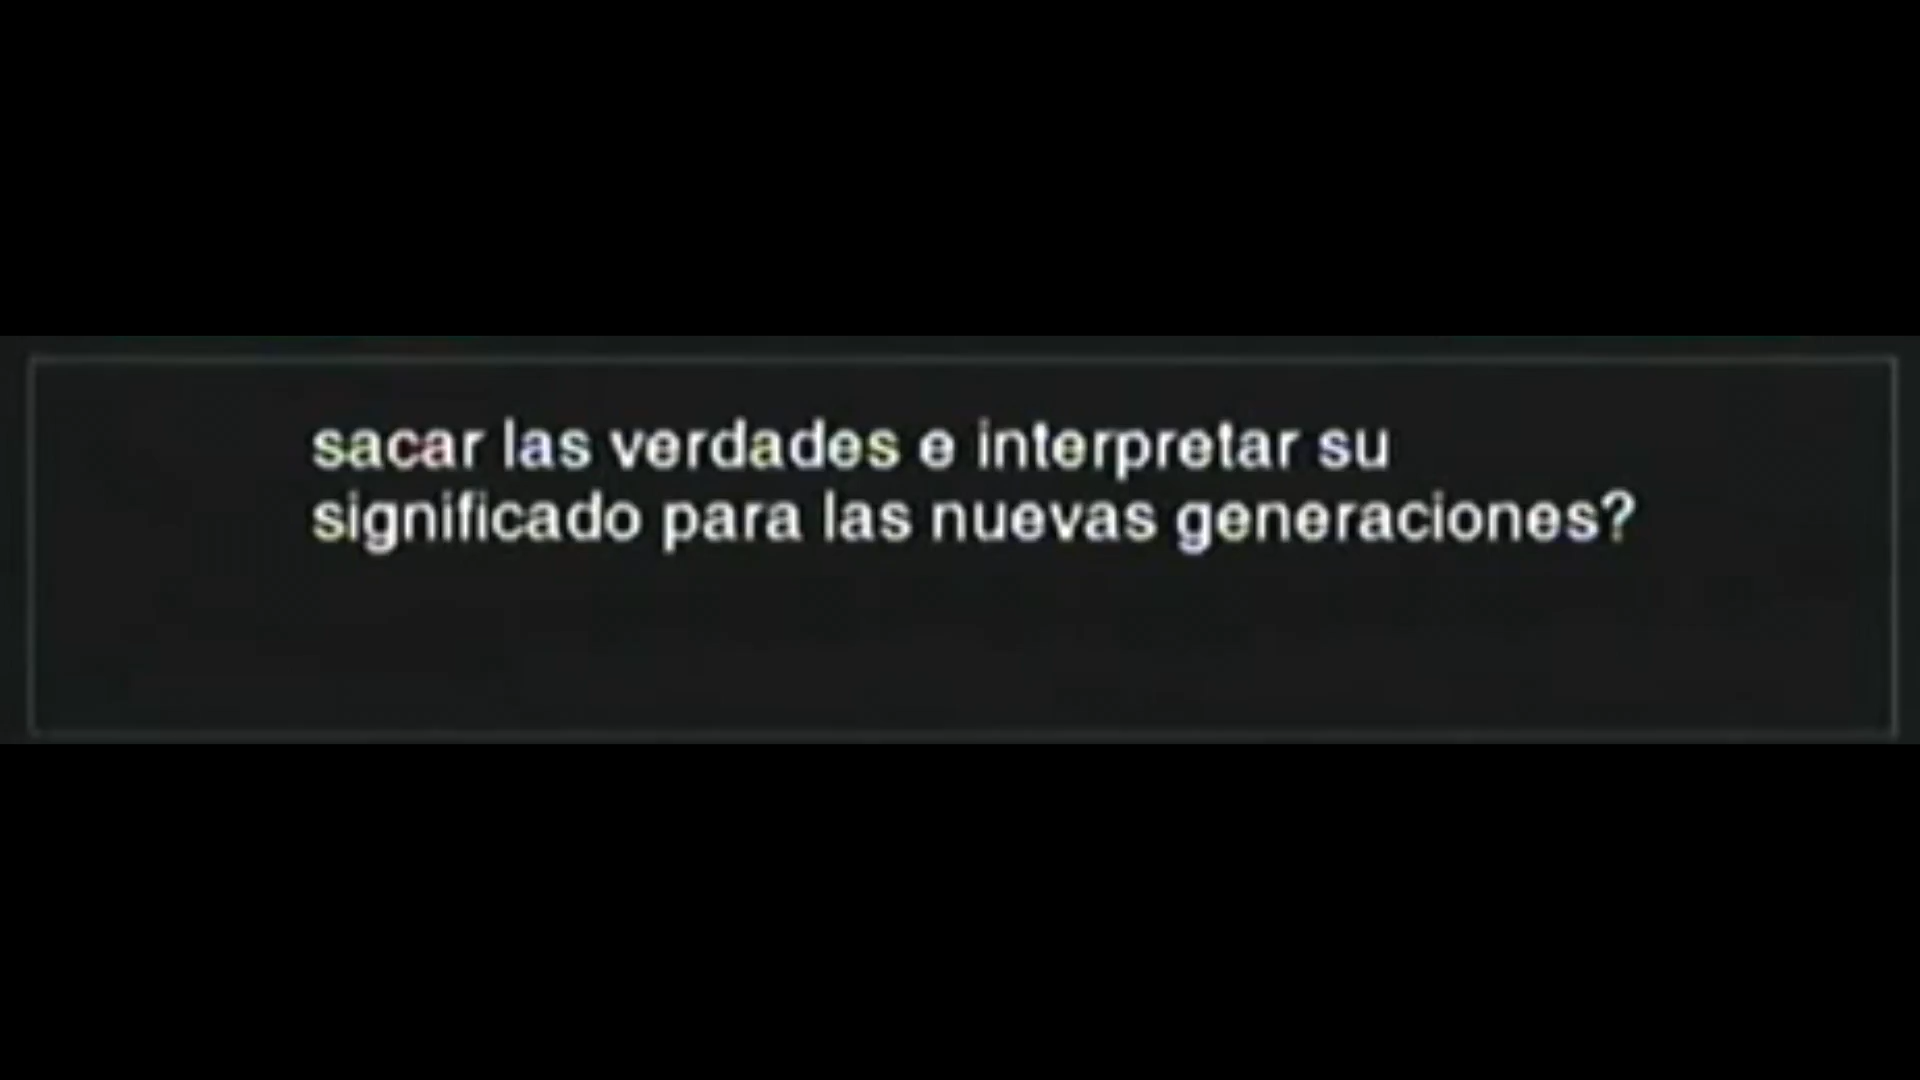 sacar las verdades e interpretar su
significado para las nuevas generaciones?